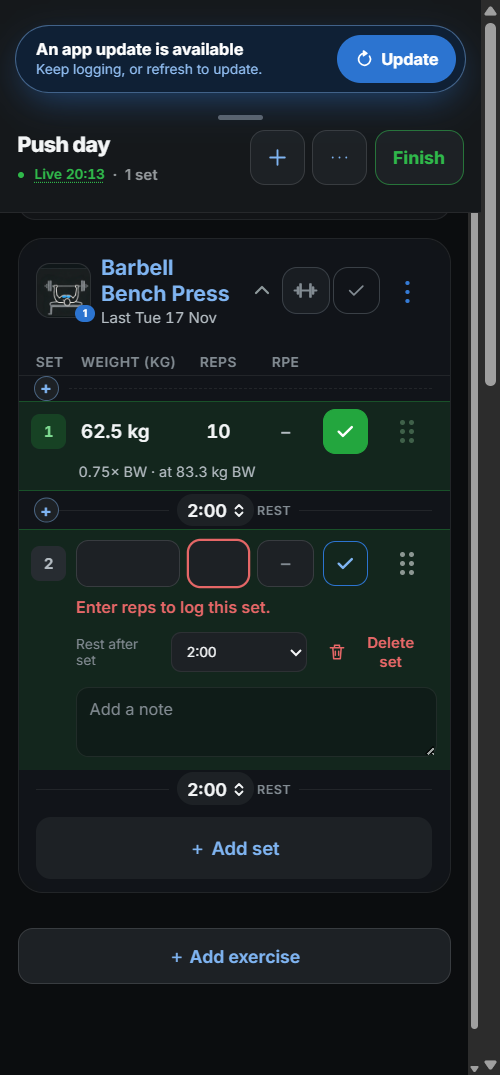 An app update is available
Keep logging, or refresh to update.
Update
Push day
Live 20:13 · 1 set
+
···
Finish
Barbell
Bench Press
1
Last Tue 17 Nov
SET WEIGHT (KG) REPS RPE
+
1 62.5 kg 10 –
0.75× BW · at 83.3 kg BW
+ 2:00 REST
2 –
Enter reps to log this set.
Rest after
set
2:00
Delete
set
Add a note
2:00 REST
+ Add set
+ Add exercise